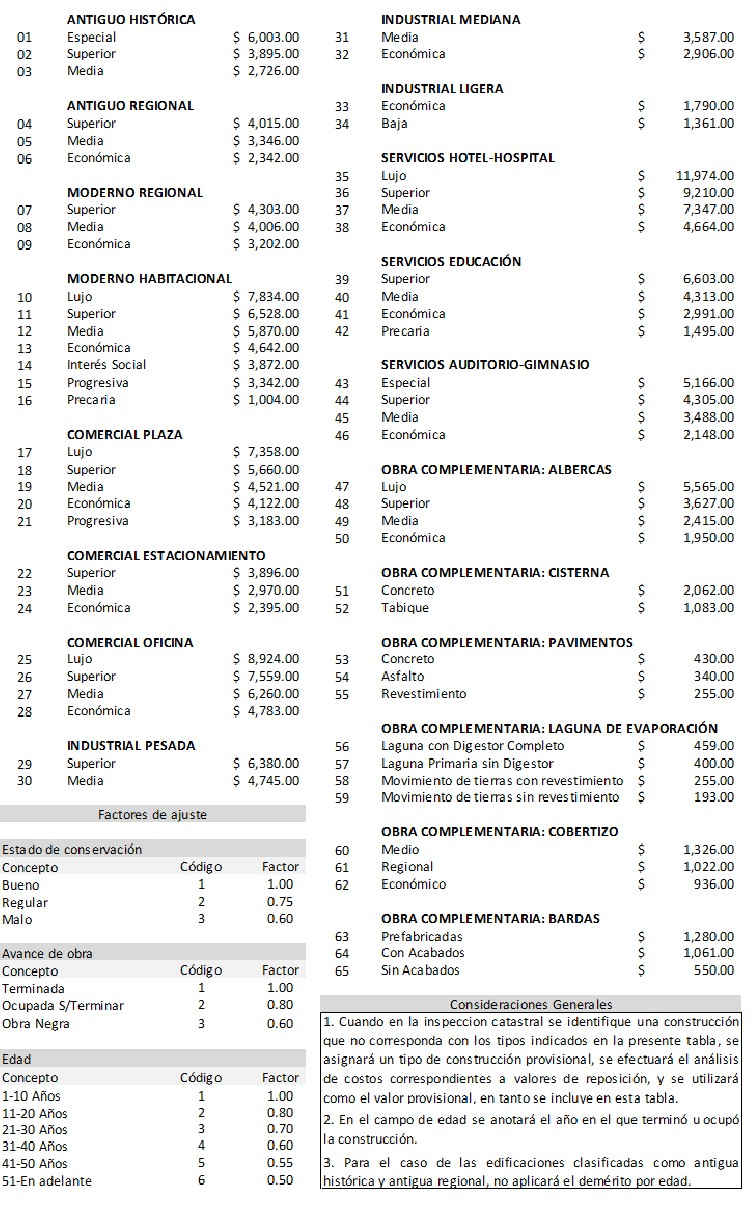 ANTIGUO HISTÓRICA
01 Especial $ 6,003.00
02 Superior $ 3,895.00
03 Media $ 2,726.00
ANTIGUO REGIONAL
04 Superior $ 4,015.00
05 Media $ 3,346.00
06 Económica $ 2,342.00
MODERNO REGIONAL
07 Superior $ 4,303.00
08 Media $ 4,006.00
09 Económica $ 3,202.00
MODERNO HABITACIONAL
10 Lujo $ 7,834.00
11 Superior $ 6,528.00
12 Media $ 5,870.00
13 Económica $ 4,642.00
14 Interés Social $ 3,872.00
15 Progresiva $ 3,342.00
16 Precaria $ 1,004.00
COMERCIAL PLAZA
17 Lujo $ 7,358.00
18 Superior $ 5,660.00
19 Media $ 4,521.00
20 Económica $ 4,122.00
21 Progresiva $ 3,183.00
COMERCIAL ESTACIONAMIENTO
22 Superior $ 3,896.00
23 Media $ 2,970.00
24 Económica $ 2,395.00
COMERCIAL OFICINA
25 Lujo $ 8,924.00
26 Superior $ 7,559.00
27 Media $ 6,260.00
28 Económica $ 4,783.00
INDUSTRIAL PESADA
29 Superior $ 6,380.00
30 Media $ 4,745.00
Factores de ajuste
Estado de conservación
Concepto Código Factor
Bueno 1 1.00
Regular 2 0.75
Malo 3 0.60
Avance de obra
Concepto Código Factor
Terminada 1 1.00
Ocupada S/Terminar 2 0.80
Obra Negra 3 0.60
Edad
Concepto Código Factor
1-10 Años 1 1.00
11-20 Años 2 0.80
21-30 Años 3 0.70
31-40 Años 4 0.60
41-50 Años 5 0.55
51-En adelante 6 0.50
INDUSTRIAL MEDIANA
31 Media $ 3,587.00
32 Económica $ 2,906.00
INDUSTRIAL LIGERA
33 Económica $ 1,790.00
34 Baja $ 1,361.00
SERVICIOS HOTEL-HOSPITAL
35 Lujo $ 11,974.00
36 Superior $ 9,210.00
37 Media $ 7,347.00
38 Económica $ 4,664.00
SERVICIOS EDUCACIÓN
39 Superior $ 6,603.00
40 Media $ 4,313.00
41 Económica $ 2,991.00
42 Precaria $ 1,495.00
SERVICIOS AUDITORIO-GIMNASIO
43 Especial $ 5,166.00
44 Superior $ 4,305.00
45 Media $ 3,488.00
46 Económica $ 2,148.00
OBRA COMPLEMENTARIA: ALBERCAS
47 Lujo $ 5,565.00
48 Superior $ 3,627.00
49 Media $ 2,415.00
50 Económica $ 1,950.00
OBRA COMPLEMENTARIA: CISTERNA
51 Concreto $ 2,062.00
52 Tabique $ 1,083.00
OBRA COMPLEMENTARIA: PAVIMENTOS
53 Concreto $ 430.00
54 Asfalto $ 340.00
55 Revestimiento $ 255.00
OBRA COMPLEMENTARIA: LAGUNA DE EVAPORACIÓN
56 Laguna con Digestor Completo $ 459.00
57 Laguna Primaria sin Digestor $ 400.00
58 Movimiento de tierras con revestimiento $ 255.00
59 Movimiento de tierras sin revestimiento $ 193.00
OBRA COMPLEMENTARIA: COBERTIZO
60 Medio $ 1,326.00
61 Regional $ 1,022.00
62 Económico $ 936.00
OBRA COMPLEMENTARIA: BARDAS
63 Prefabricadas $ 1,280.00
64 Con Acabados $ 1,061.00
65 Sin Acabados $ 550.00
Consideraciones Generales
1. Cuando en la inspeccion catastral se identifique una construcción
que no corresponda con los tipos indicados en la presente tabla, se
asignará un tipo de construcción provisional, se efectuará el análisis
de costos correspondientes a valores de reposición, y se utilizará
como el valor provisional, en tanto se incluye en esta tabla.
2. En el campo de edad se anotará el año en el que terminó u ocupó
la construcción.
3. Para el caso de las edificaciones clasificadas como antigua
histórica y antigua regional, no aplicará el demérito por edad.